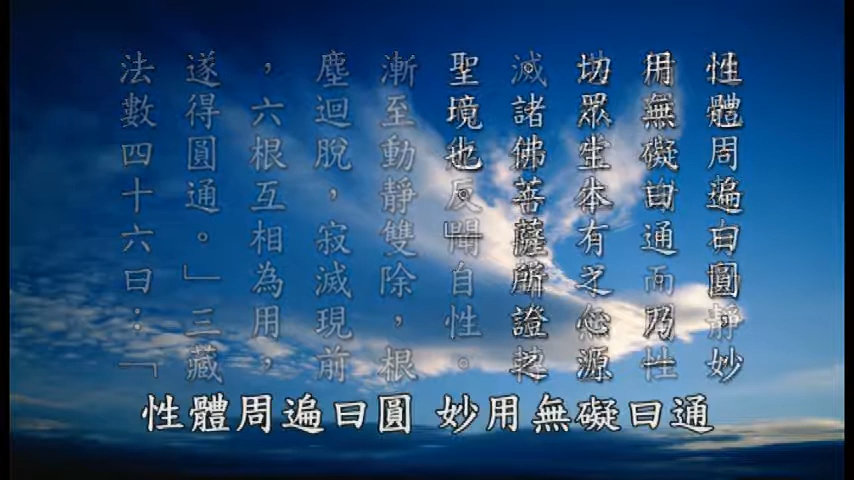 性體周遍曰圓，妙
用無礙曰通，乃一
切眾生本有之心源
，諸佛菩薩所證之
聖境也。」反聞自性。
漸至動靜雙除，根
塵迴脫，寂滅現前
，六根互相為用，
遂得圓通。」三藏
法數四十六曰：「
性體周遍曰圓 妙用無礙曰通